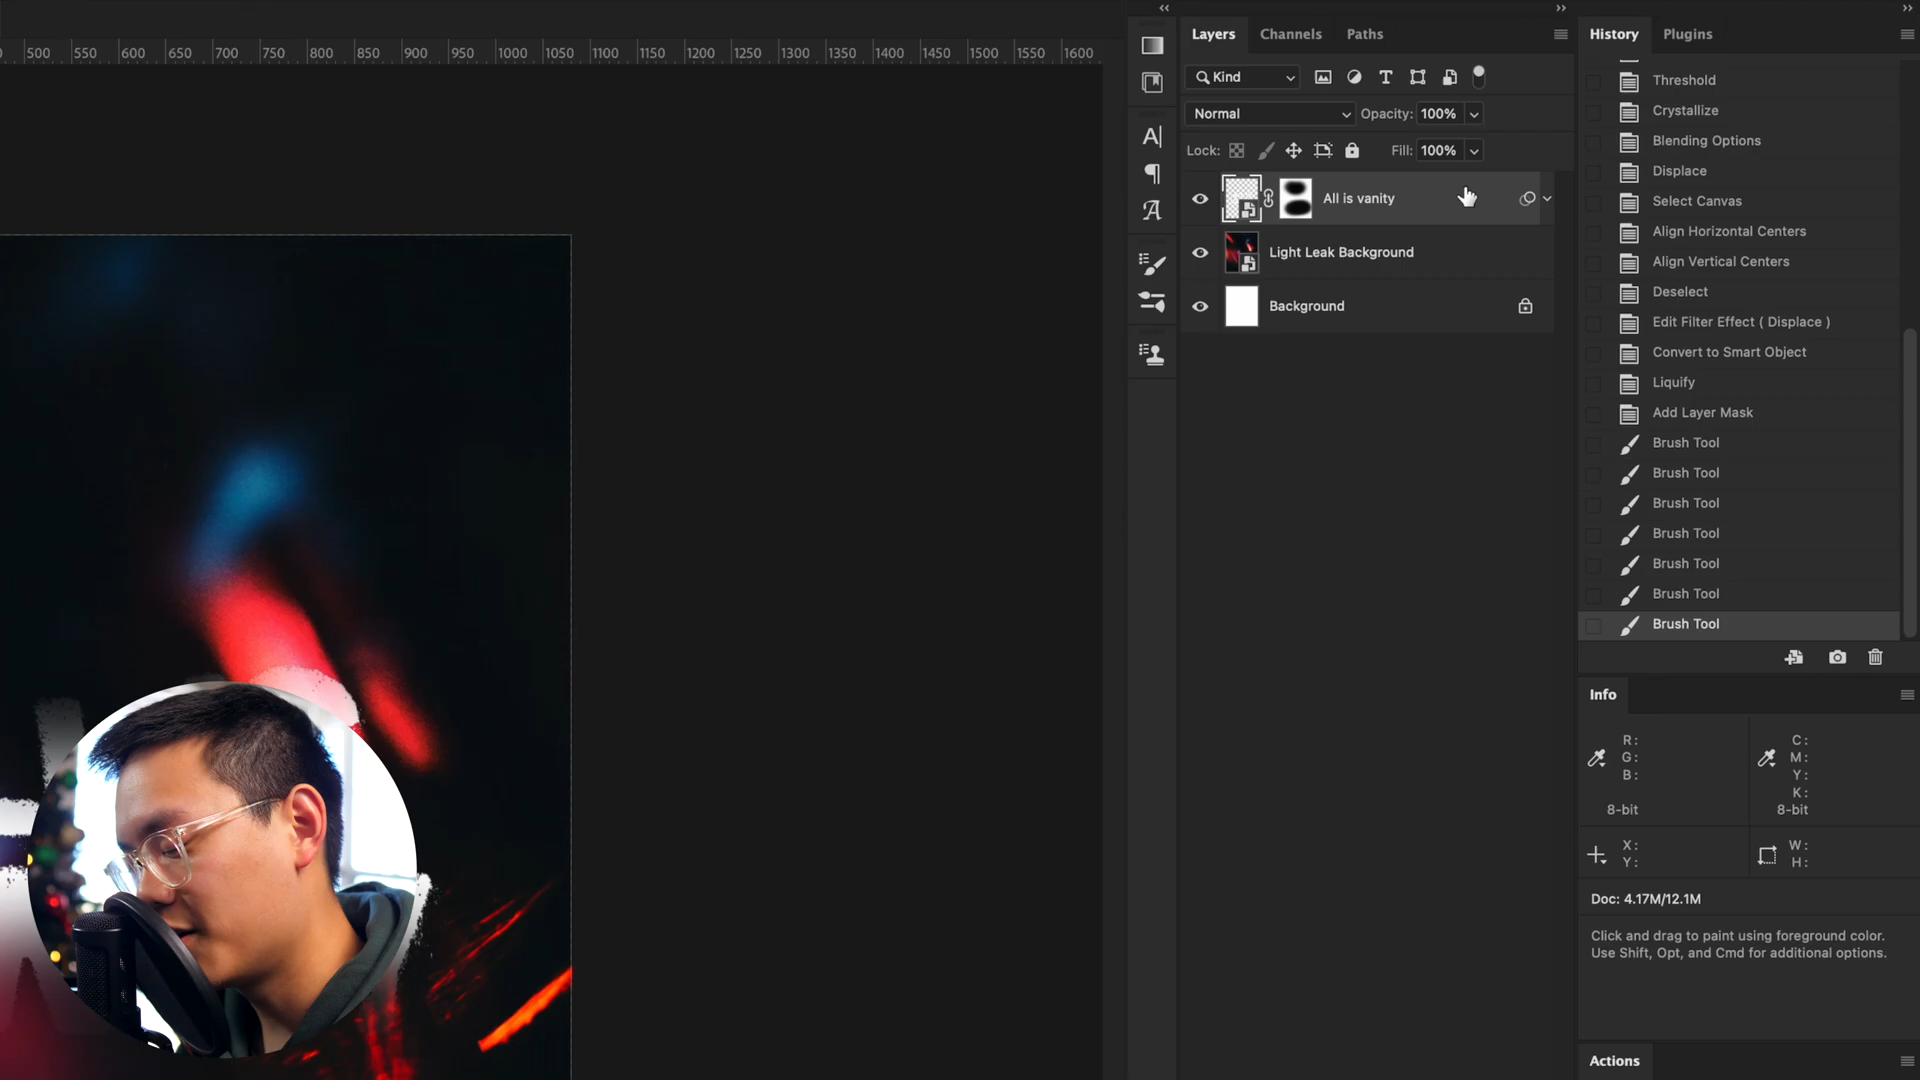 500 550 600 650 700 750 800 850 900 950 1000 1050 1100 1150 1200 1250 1300 1350 1400 1450 1500 1550 1600
Layers Channels Paths
Kind
Normal Opacity: 100%
Lock: Fill: 100%
All is vanity
Light Leak Background
Background
History Plugins
Threshold
Crystallize
Blending Options
Displace
Select Canvas
Align Horizontal Centers
Align Vertical Centers
Deselect
Edit Filter Effect ( Displace )
Convert to Smart Object
Liquify
Add Layer Mask
Brush Tool
Brush Tool
Brush Tool
Brush Tool
Brush Tool
Brush Tool
Brush Tool
Info
R: C:
G: M:
B: Y:
K:
8-bit 8-bit
X: W:
Y: H:
Doc: 4.17M/12.1M
Click and drag to paint using foreground color.
Use Shift, Opt, and Cmd for additional options.
Actions